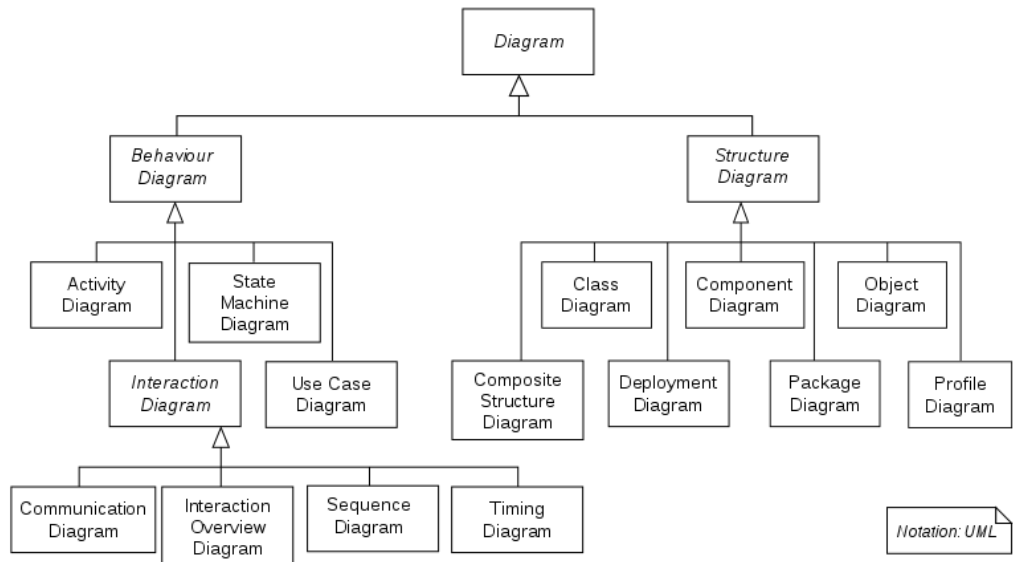 Diagram
Behaviour
Diagram
Structure
Diagram
Activity
Diagram
State
Machine
Diagram
Class
Diagram
Component
Diagram
Object
Diagram
Interaction
Diagram
Use Case
Diagram
Composite
Structure
Diagram
Deployment
Diagram
Package
Diagram
Profile
Diagram
Communication
Diagram
Interaction
Overview
Diagram
Sequence
Diagram
Timing
Diagram
Notation: UML